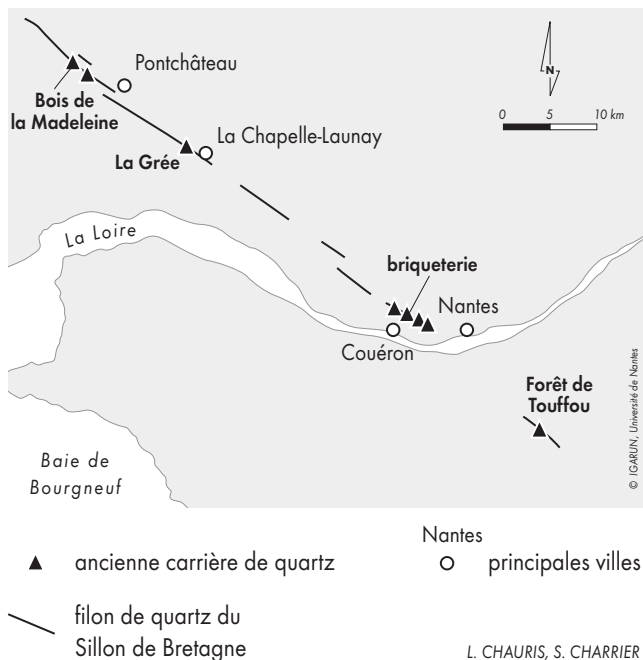 Pontchâteau
Bois de
la Madeleine
N
0 5 10 km
La Chapelle-Launay
La Grée
La Loire
briqueterie
Nantes
Couéron
Forêt de
Touffou
Baie de
Bourgneuf
© IGARUN, Université de Nantes
ancienne carrière de quartz
Nantes
principales villes
filon de quartz du
Sillon de Bretagne
L. CHAURIS, S. CHARRIER